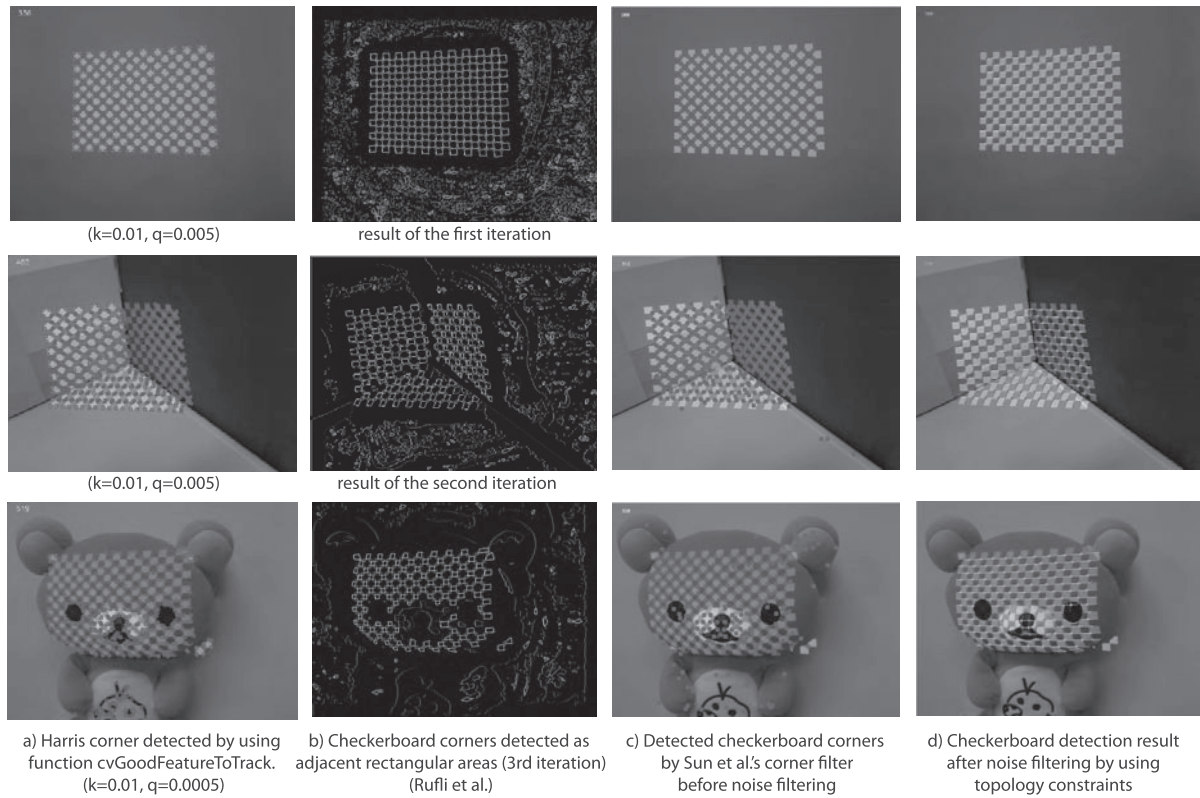 (k=0.01, q=0.005)
result of the first iteration
(k=0.01, q=0.005)
result of the second iteration
a) Harris corner detected by using
function cvGoodFeatureToTrack.
(k=0.01, q=0.0005)
b) Checkerboard corners detected as
adjacent rectangular areas (3rd iteration)
(Rufli et al.)
c) Detected checkerboard corners
by Sun et al.'s corner filter
before noise filtering
d) Checkerboard detection result
after noise filtering by using
topology constraints